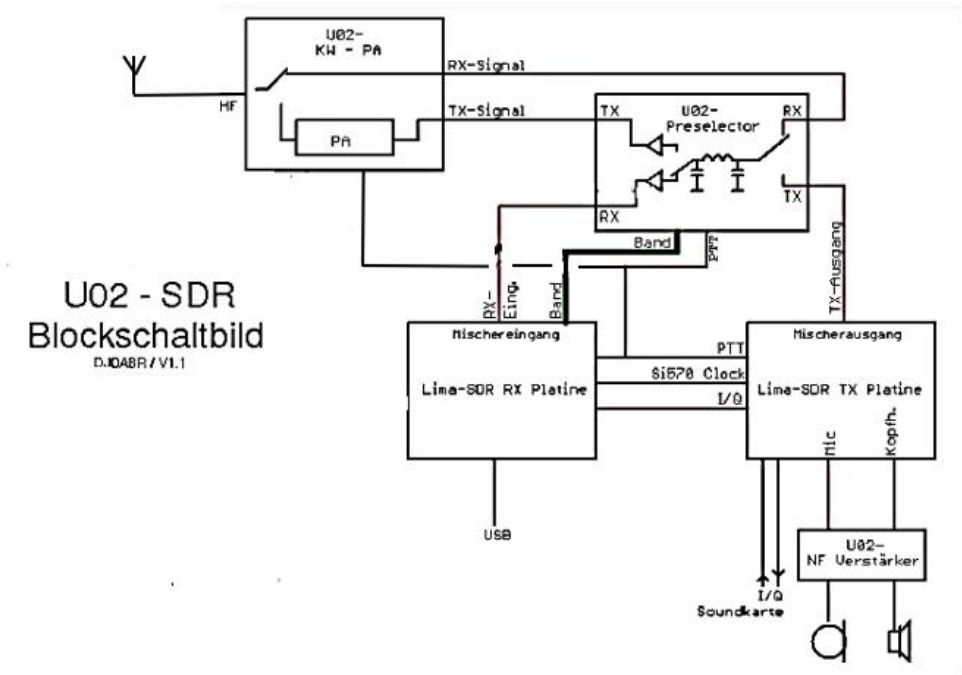 U02-
KW - PA
HF
PA
RX-Signal
TX-Signal
TX
U02-
Preselector
RX
RX
TX
Band
PTT
RX-
Eing.
Band
TX-Ausgang
U02 - SDR
Blockschaltbild
DJ0ABR / V1.1
Mischereingang
Lima-SDR RX Platine
PTT
Si570 Clock
I/Q
Mischerausgang
Lima-SDR TX Platine
Mic
Kopfh.
USB
U02-
NF Verstärker
I/Q
Soundkarte